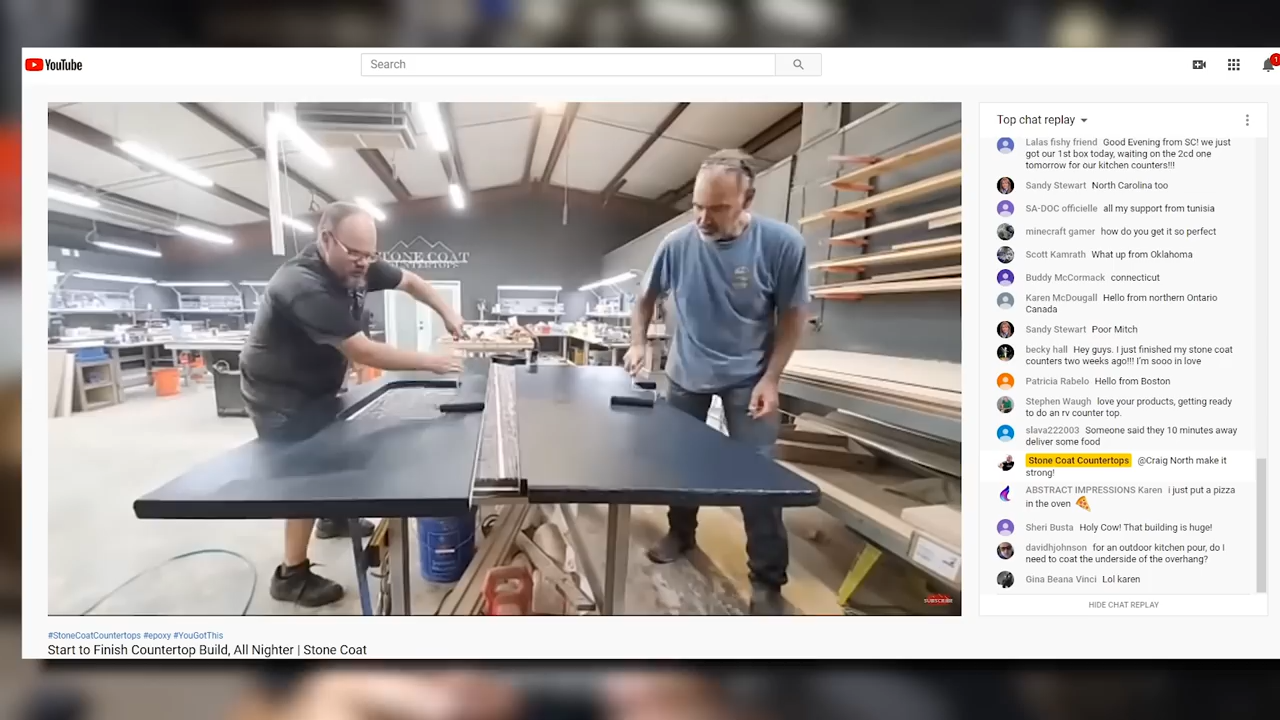 YouTube
Search
1
STONE COAT
COUNTERTOPS
SUBSCRIBE
Top chat replay
Lalas fishy friend Good Evening from SC! we just
got our 1st box today, waiting on the 2cd one
tomorrow for our kitchen counters!!!
Sandy Stewart North Carolina too
SA-DOC officielle all my support from tunisia
minecraft gamer how do you get it so perfect
Scott Kamrath What up from Oklahoma
Buddy McCormack connecticut
Karen McDougall Hello from northern Ontario
Canada
Sandy Stewart Poor Mitch
becky hall Hey guys. I just finished my stone coat
counters two weeks ago!!! I'm sooo in love
Patricia Rabelo Hello from Boston
Stephen Waugh love your products, getting ready
to do an rv counter top.
slava222003 Someone said they 10 minutes away
deliver some food
Stone Coat Countertops @Craig North make it
strong!
ABSTRACT IMPRESSIONS Karen i just put a pizza
in the oven 🍕
Sheri Busta Holy Cow! That building is huge!
davidhjohnson for an outdoor kitchen pour, do I
need to coat the underside of the overhang?
Gina Beana Vinci Lol karen
HIDE CHAT REPLAY
#StoneCoatCountertops #epoxy #YouGotThis
Start to Finish Countertop Build, All Nighter | Stone Coat